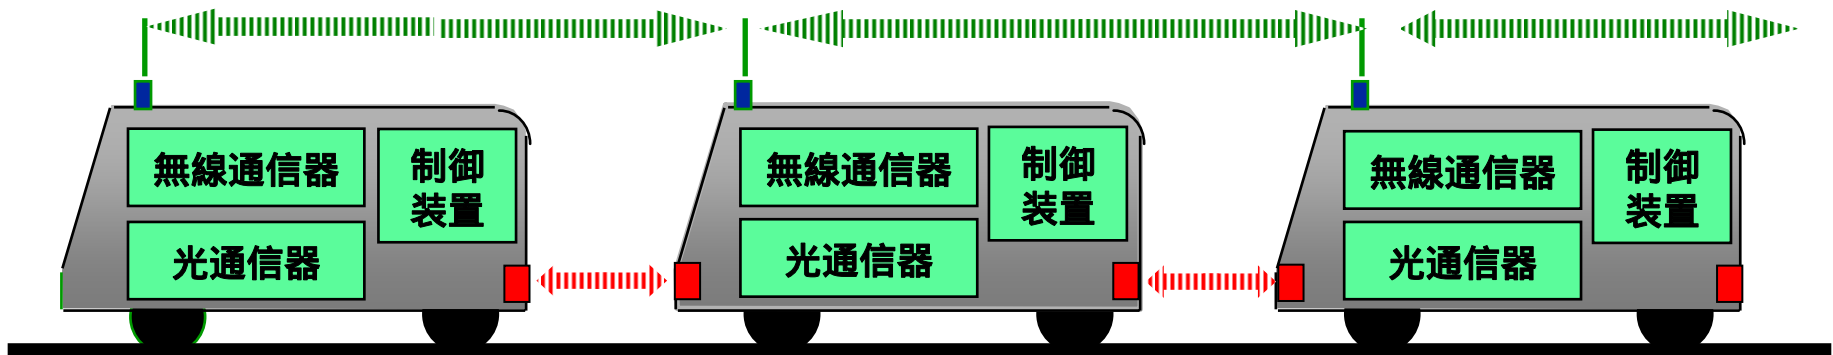 無線通信器
制御
装置
光通信器
無線通信器
制御
装置
光通信器
無線通信器
制御
装置
光通信器